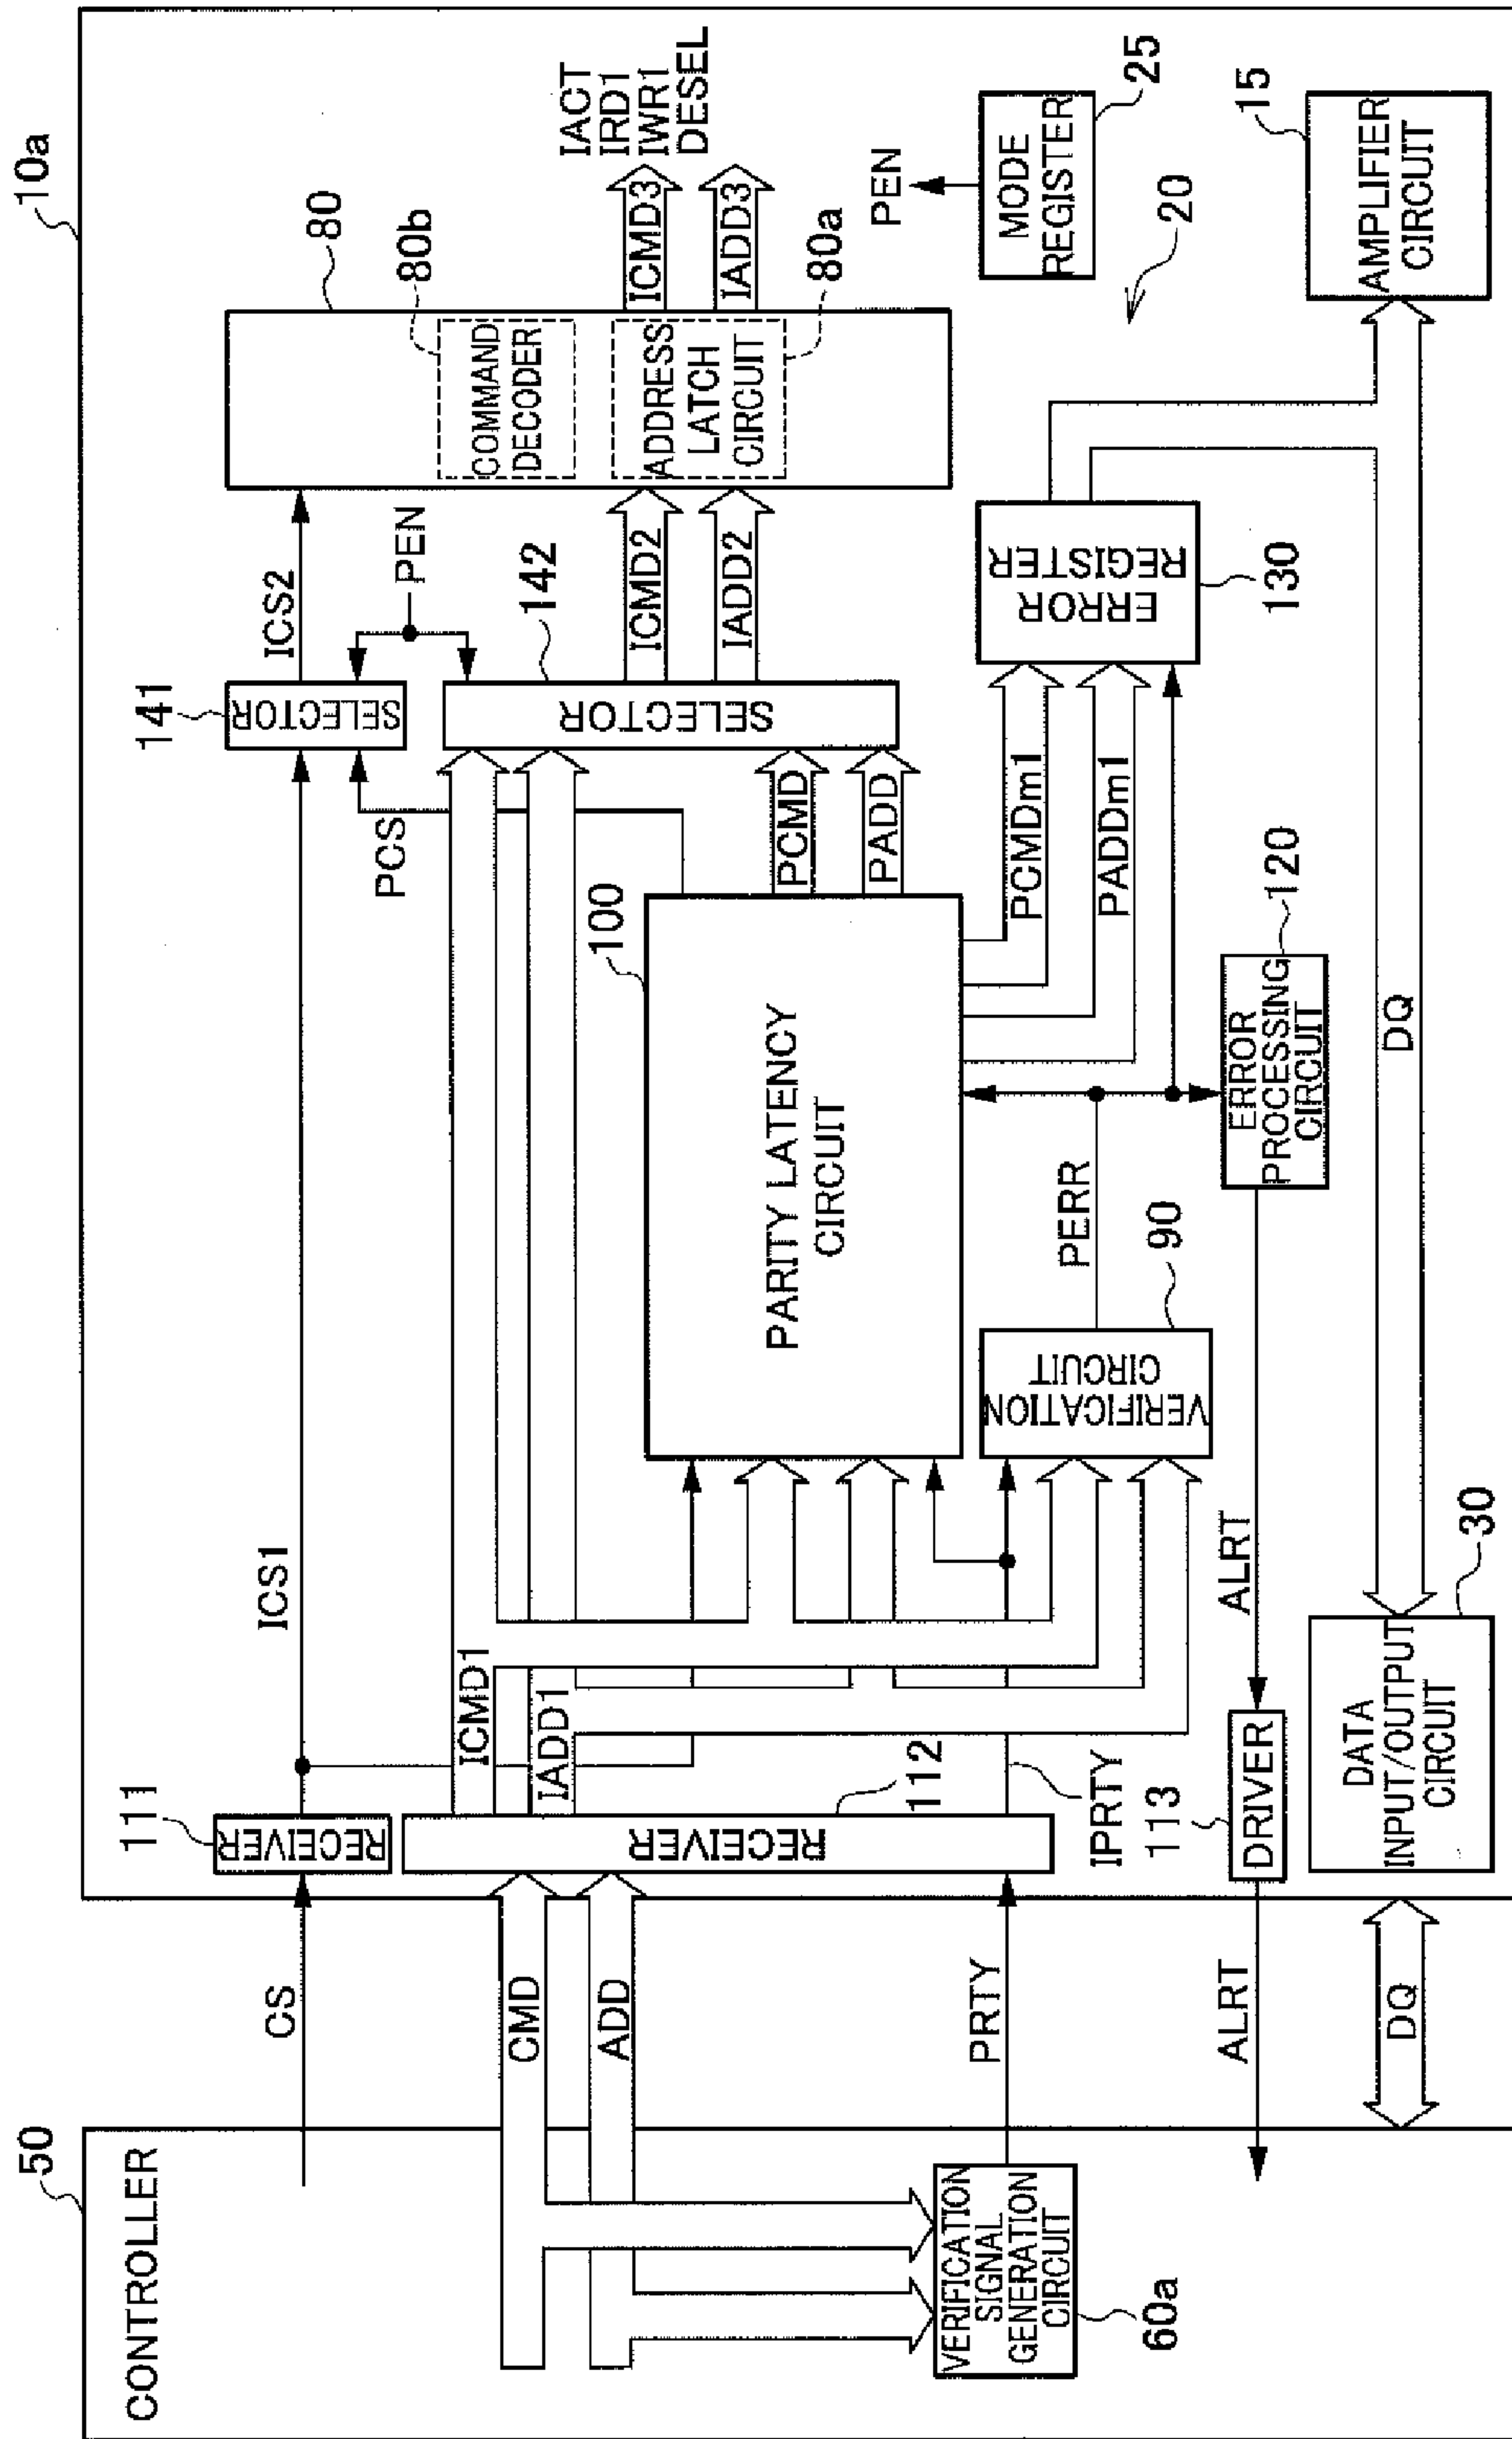 50
CONTROLLER
CS
CMD
ADD
PRTY
VERIFICATION
SIGNAL
GENERATION
CIRCUIT
60a
ALRT
DQ
10a
111
RECEIVER
RECEIVER
112
ICS1
ICMD1
IADD1
IPRTY
113
DRIVER
ALRT
DATA
INPUT/OUTPUT
CIRCUIT
30
100
PARITY LATENCY
CIRCUIT
VERIFICATION
CIRCUIT
90
PERR
ERROR
PROCESSING
CIRCUIT
120
PCS
PCMD
PADD
PCMDm1
PADDm1
DQ
141
SELECTOR
SELECTOR
142
ICS2
PEN
ICMD2
IADD2
ERROR
REGISTER
130
80
80b
COMMAND
DECODER
ADDRESS
LATCH
CIRCUIT
80a
ICMD3
IADD3
IACT
IRD1
IWR1
DESEL
PEN
MODE
REGISTER
25
20
15
AMPLIFIER
CIRCUIT